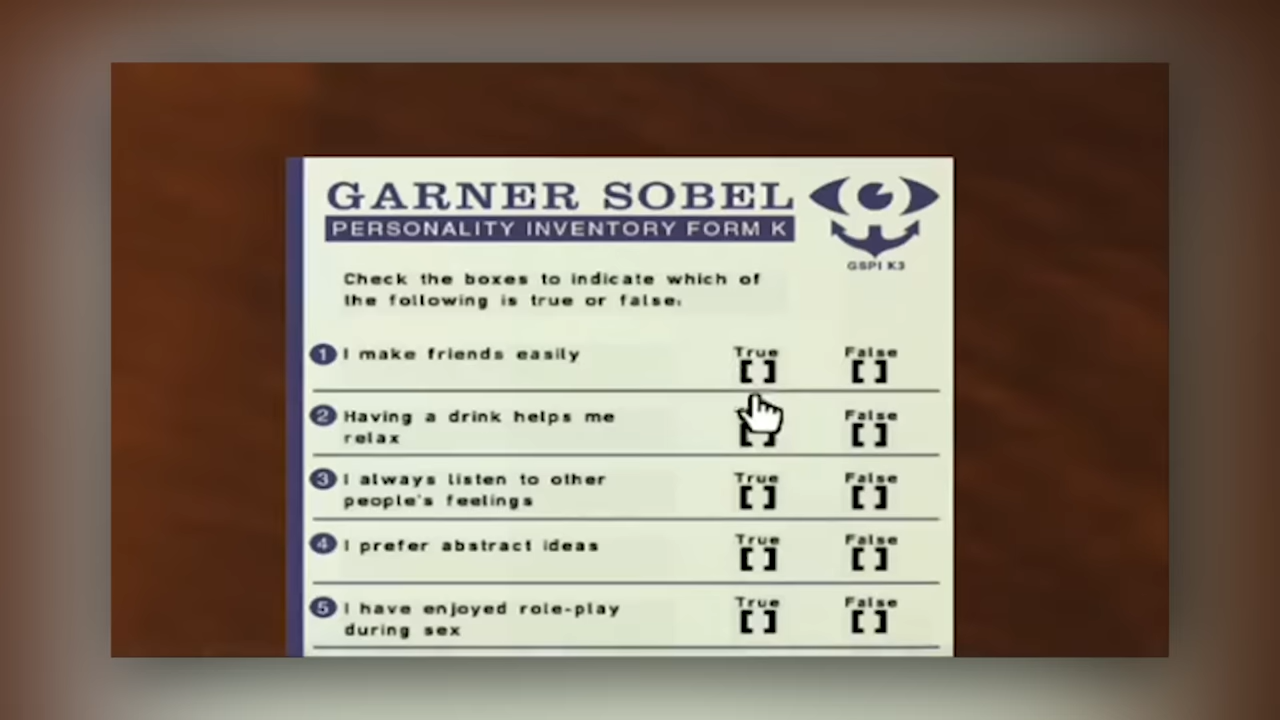 GARNER SOBEL
PERSONALITY INVENTORY FORM K
GSPI K3
Check the boxes to indicate which of
the following is true or false:
1 I make friends easily True [ ] False [ ]
2 Having a drink helps me
relax [ ] False [ ]
3 I always listen to other
people's feelings True [ ] False [ ]
4 I prefer abstract ideas True [ ] False [ ]
5 I have enjoyed role-play
during sex True [ ] False [ ]